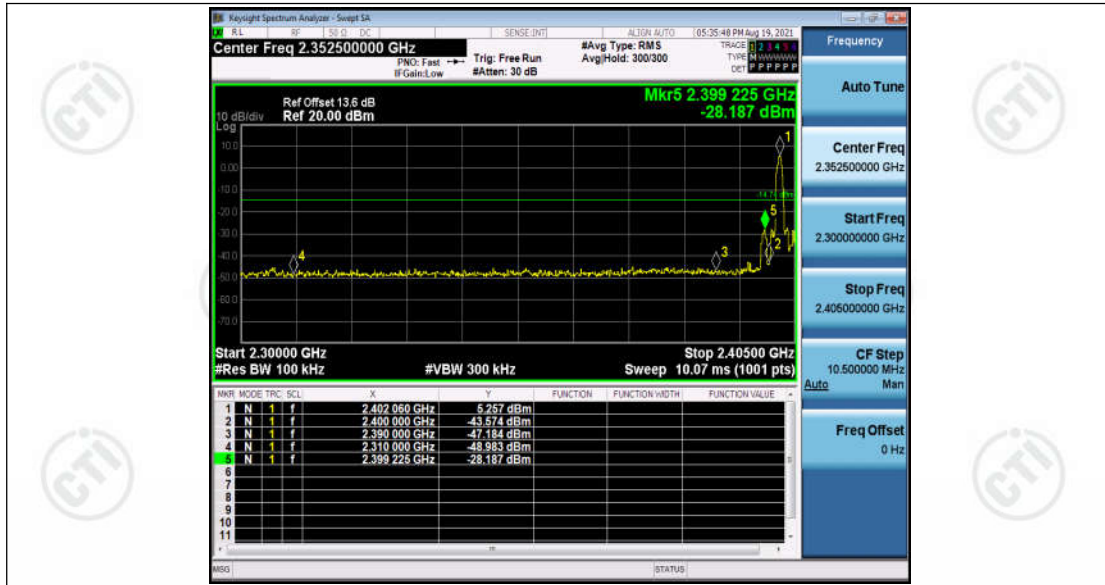 Keysight Spectrum Analyzer - Swept SA
RL RF 50 Ω DC SENSE:INT ALIGN AUTO 05:35:48 PM Aug 19, 2021
Center Freq 2.352500000 GHz
PNO: Fast
IFGain:Low
Trig: Free Run
#Atten: 30 dB
#Avg Type: RMS
Avg|Hold: 300/300
TRACE 1 2 3 4 5 6
TYPE M WWWWW
DET P P P P P P
Frequency
Mkr5 2.399 225 GHz
-28.187 dBm
Ref Offset 13.6 dB
10 dB/div Ref 20.00 dBm
Log
10.0
0.00
-10.0
-20.0
-30.0
-40.0
-50.0
-60.0
-70.0
1
5
2
3
4
Start 2.30000 GHz Stop 2.40500 GHz
#Res BW 100 kHz #VBW 300 kHz Sweep 10.07 ms (1001 pts)
MKR MODE TRC SCL X Y FUNCTION FUNCTION WIDTH FUNCTION VALUE
1 N 1 f 2.402 060 GHz 5.257 dBm
2 N 1 f 2.400 000 GHz -43.574 dBm
3 N 1 f 2.390 000 GHz -47.184 dBm
4 N 1 f 2.310 000 GHz -48.983 dBm
5 N 1 f 2.399 225 GHz -28.187 dBm
6
7
8
9
10
11
MSG STATUS
Auto Tune
Center Freq
2.352500000 GHz
Start Freq
2.300000000 GHz
Stop Freq
2.405000000 GHz
CF Step
10.500000 MHz
Auto Man
Freq Offset
0 Hz
CTI
CTI
CTI
CTI